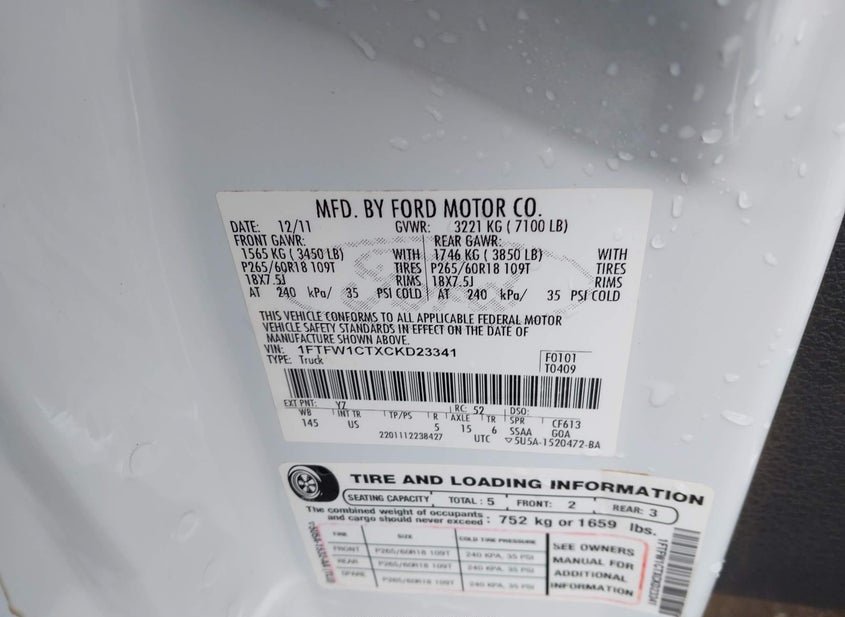 MFD. BY FORD MOTOR CO.
DATE: 12/11 GVWR: 3221 KG ( 7100 LB)
FRONT GAWR: REAR GAWR:
1565 KG ( 3450 LB) WITH 1746 KG ( 3850 LB) WITH
P265/60R18 109T TIRES P265/60R18 109T TIRES
18X7.5J RIMS 18X7.5J RIMS
AT 240 kPa/ 35 PSI COLD AT 240 kPa/ 35 PSI COLD
THIS VEHICLE CONFORMS TO ALL APPLICABLE FEDERAL MOTOR
VEHICLE SAFETY STANDARDS IN EFFECT ON THE DATE OF
MANUFACTURE SHOWN ABOVE.
VIN: 1FTFW1CTXCKD23341 F0101
TYPE: Truck T0409
EXT PNT: YZ RC: 52 DSO:
WB INT TR TP/PS R AXLE TR SPR CF613
145 US 5 15 6 S5AA GOA
2201112238427 UTC ▽5U5A-1520472-BA
TIRE AND LOADING INFORMATION
SEATING CAPACITY TOTAL: 5 FRONT: 2 REAR: 3
The combined weight of occupants and cargo should never exceed: 752 kg or 1659 lbs.
TIRE SIZE COLD TIRE PRESSURE
FRONT P265/60R18 109T 240 KPA, 35 PSI
REAR P265/60R18 109T 240 KPA, 35 PSI
SPARE P265/60R18 109T 240 KPA, 35 PSI
SEE OWNERS
MANUAL FOR
ADDITIONAL
INFORMATION
1FTFW1CTXCKD23341